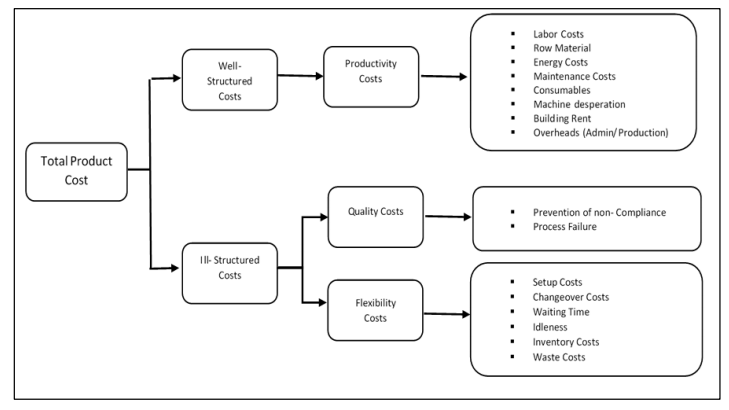 Total Product
Cost
Well-
Structured
Costs
Productivity
Costs
▪ Labor Costs
▪ Row Material
▪ Energy Costs
▪ Maintenance Costs
▪ Consumables
▪ Machine desperation
▪ Building Rent
▪ Overheads (Admin/Production)
Ill- Structured
Costs
Quality Costs
▪ Prevention of non- Compliance
▪ Process Failure
Flexibility
Costs
▪ Setup Costs
▪ Changeover Costs
▪ Waiting Time
▪ Idleness
▪ Inventory Costs
▪ Waste Costs